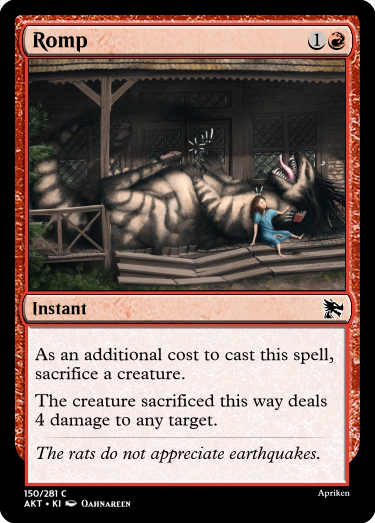 Romp
1
Instant
As an additional cost to cast this spell,
sacrifice a creature.
The creature sacrificed this way deals
4 damage to any target.
The rats do not appreciate earthquakes.
150/281 C
Apriken
AKT • KI Oahnareen